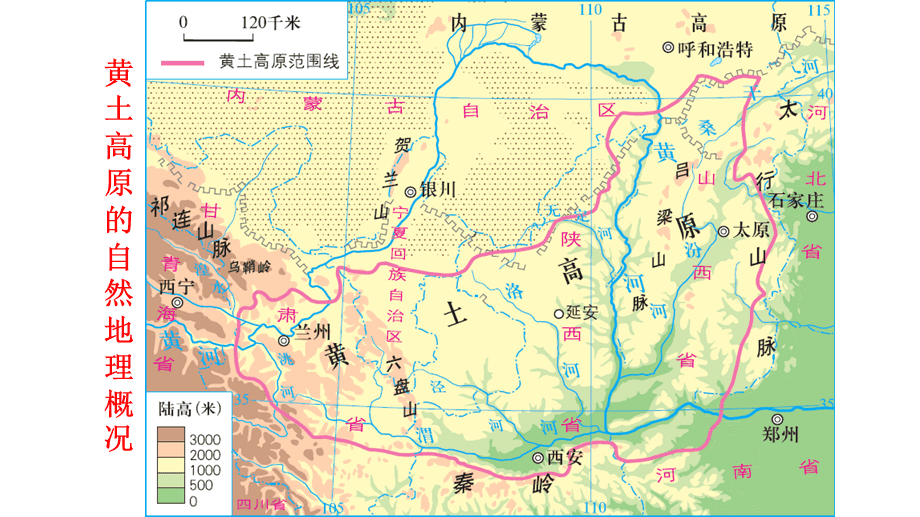 黄土高原的自然地理概况
0 120千米
黄土高原范围线
105
110
115
内蒙古高原
呼和浩特
内蒙古自治区
河
40
桑
干
太行山脉
河北省
石家庄
贺兰山
银川
宁夏回族自治区
黄河
吕梁山脉
山西省
太原
汾河
无定河
陕西省
祁连山脉
甘肃省
乌鞘岭
湟水
青海省
西宁
黄河
兰州
洮河
黄土高原
洛河
延安
六盘山
泾河
渭河
35
35
西安
秦岭
郑州
河南省
四川省
105
110
陆高(米)
3000
2000
1000
500
0